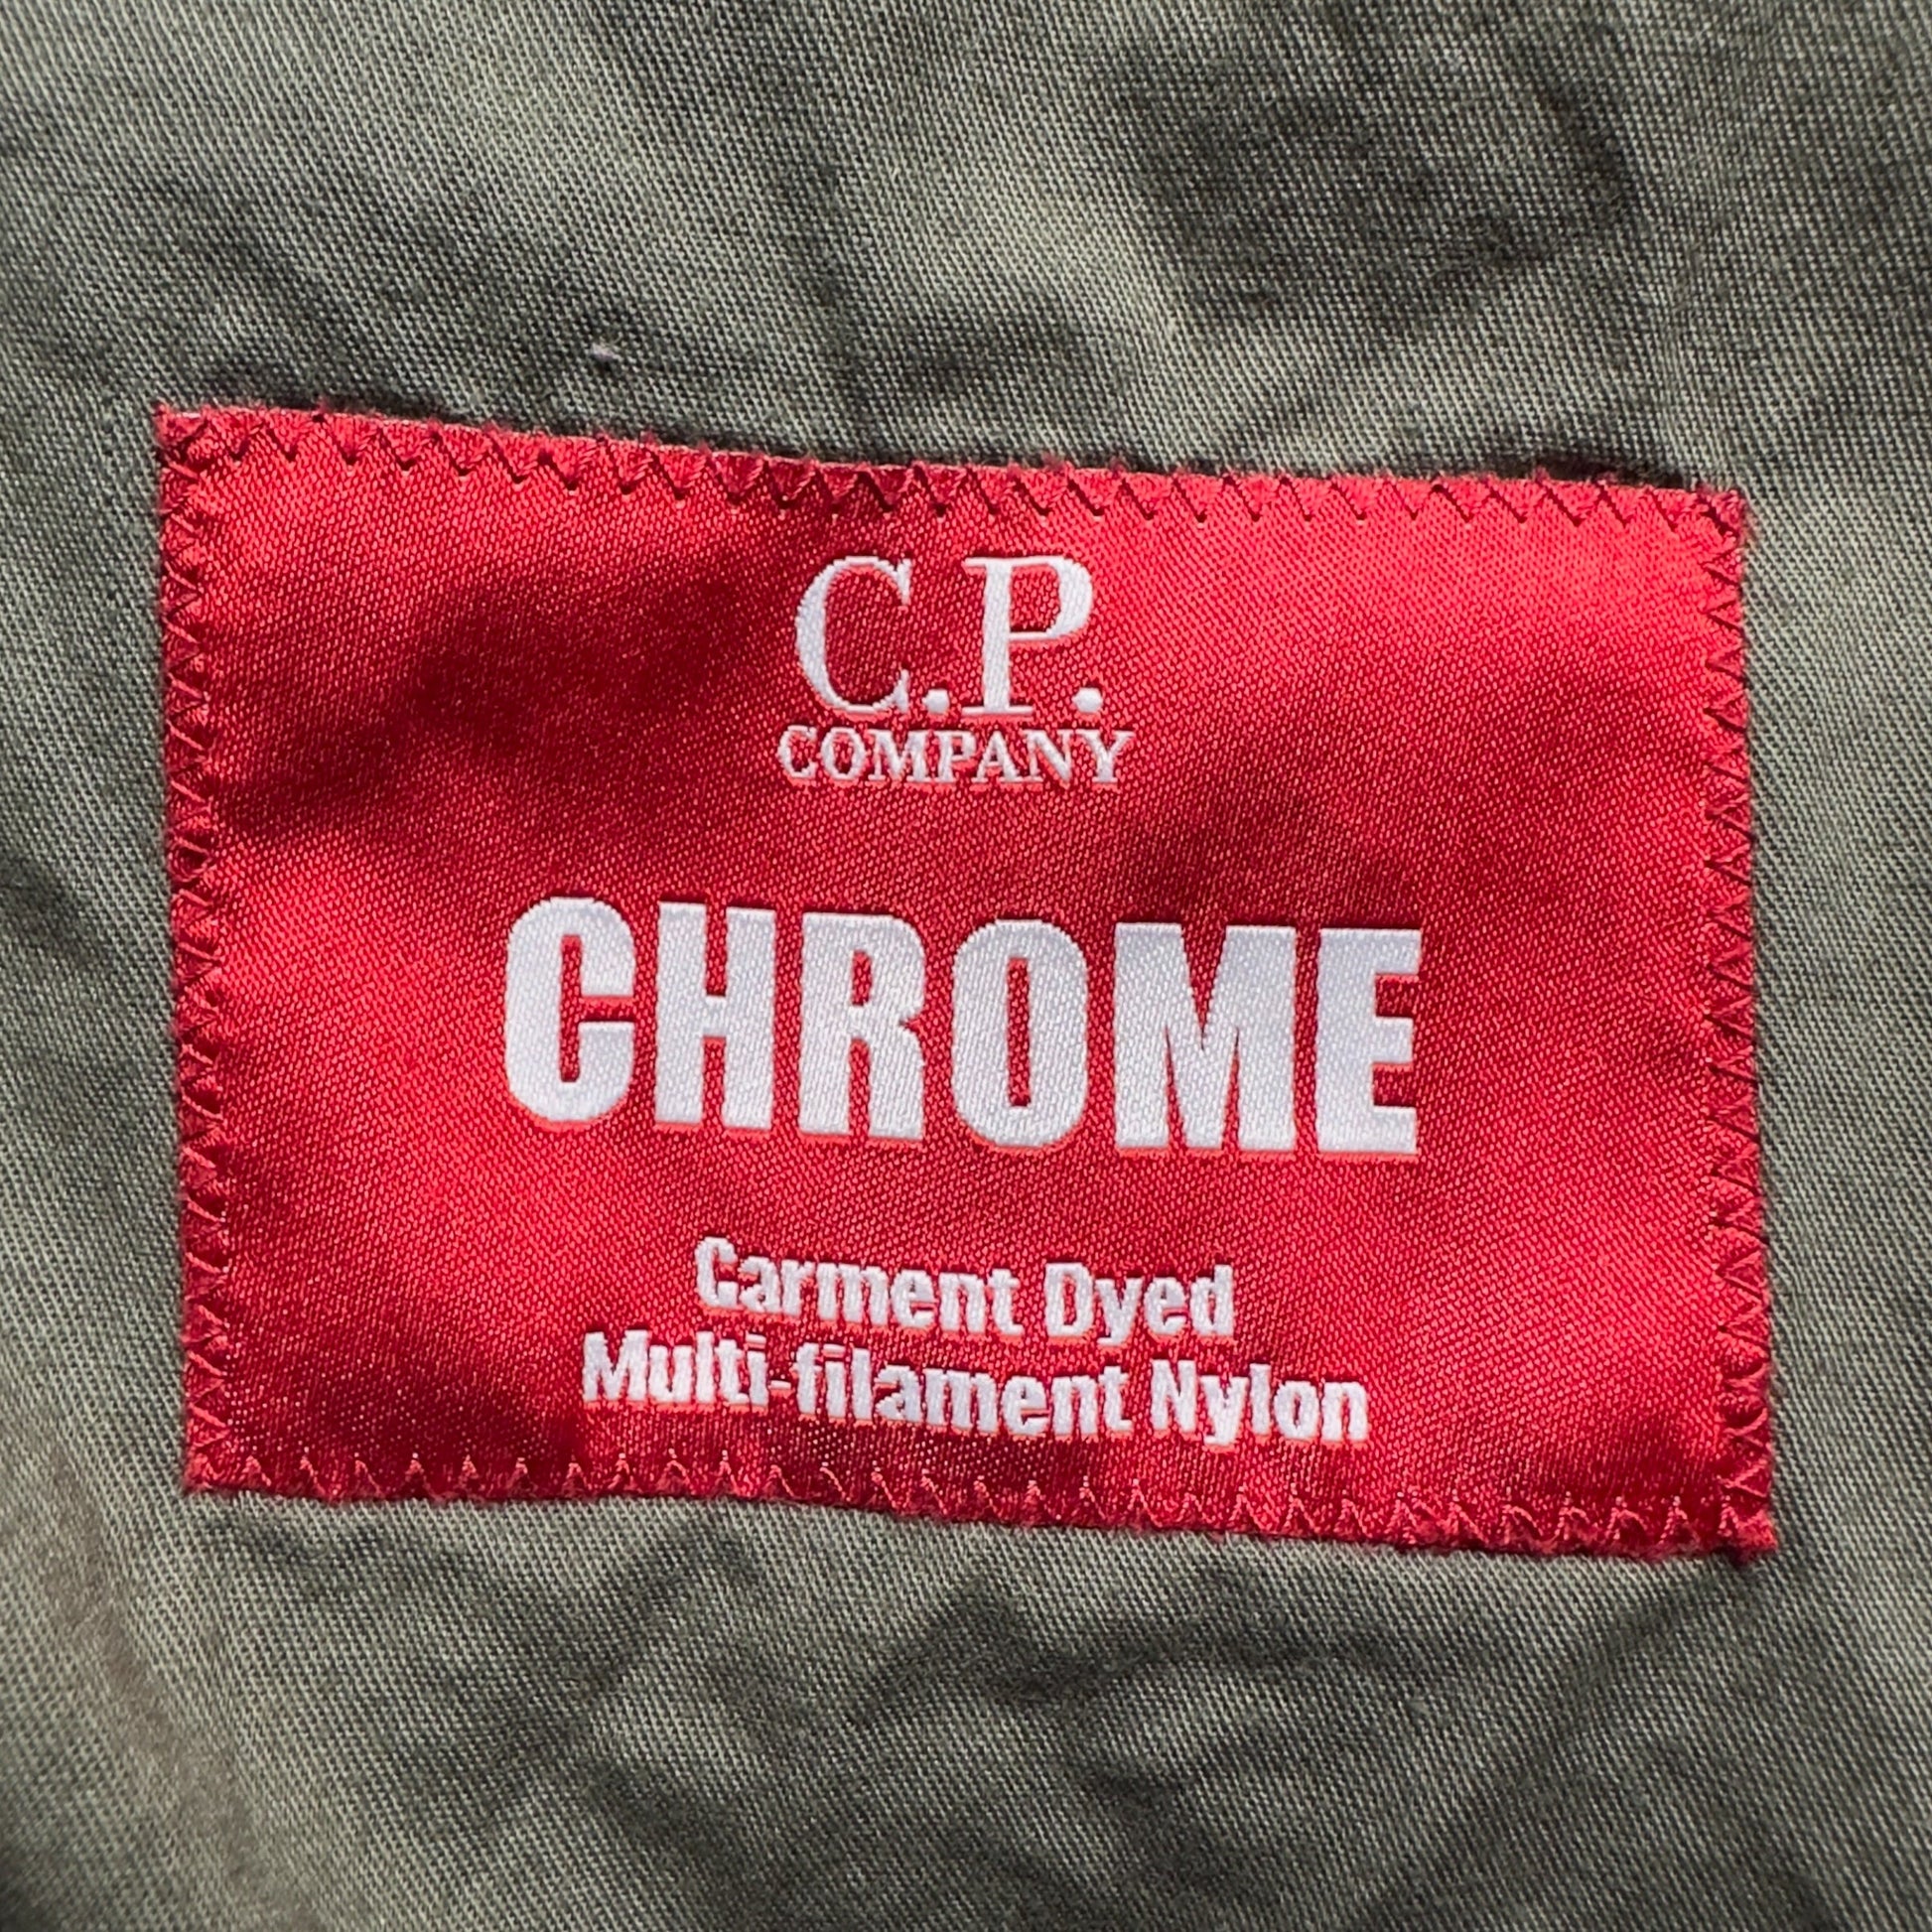 C.P.
COMPANY
CHROME
Garment Dyed
Multi-filament Nylon